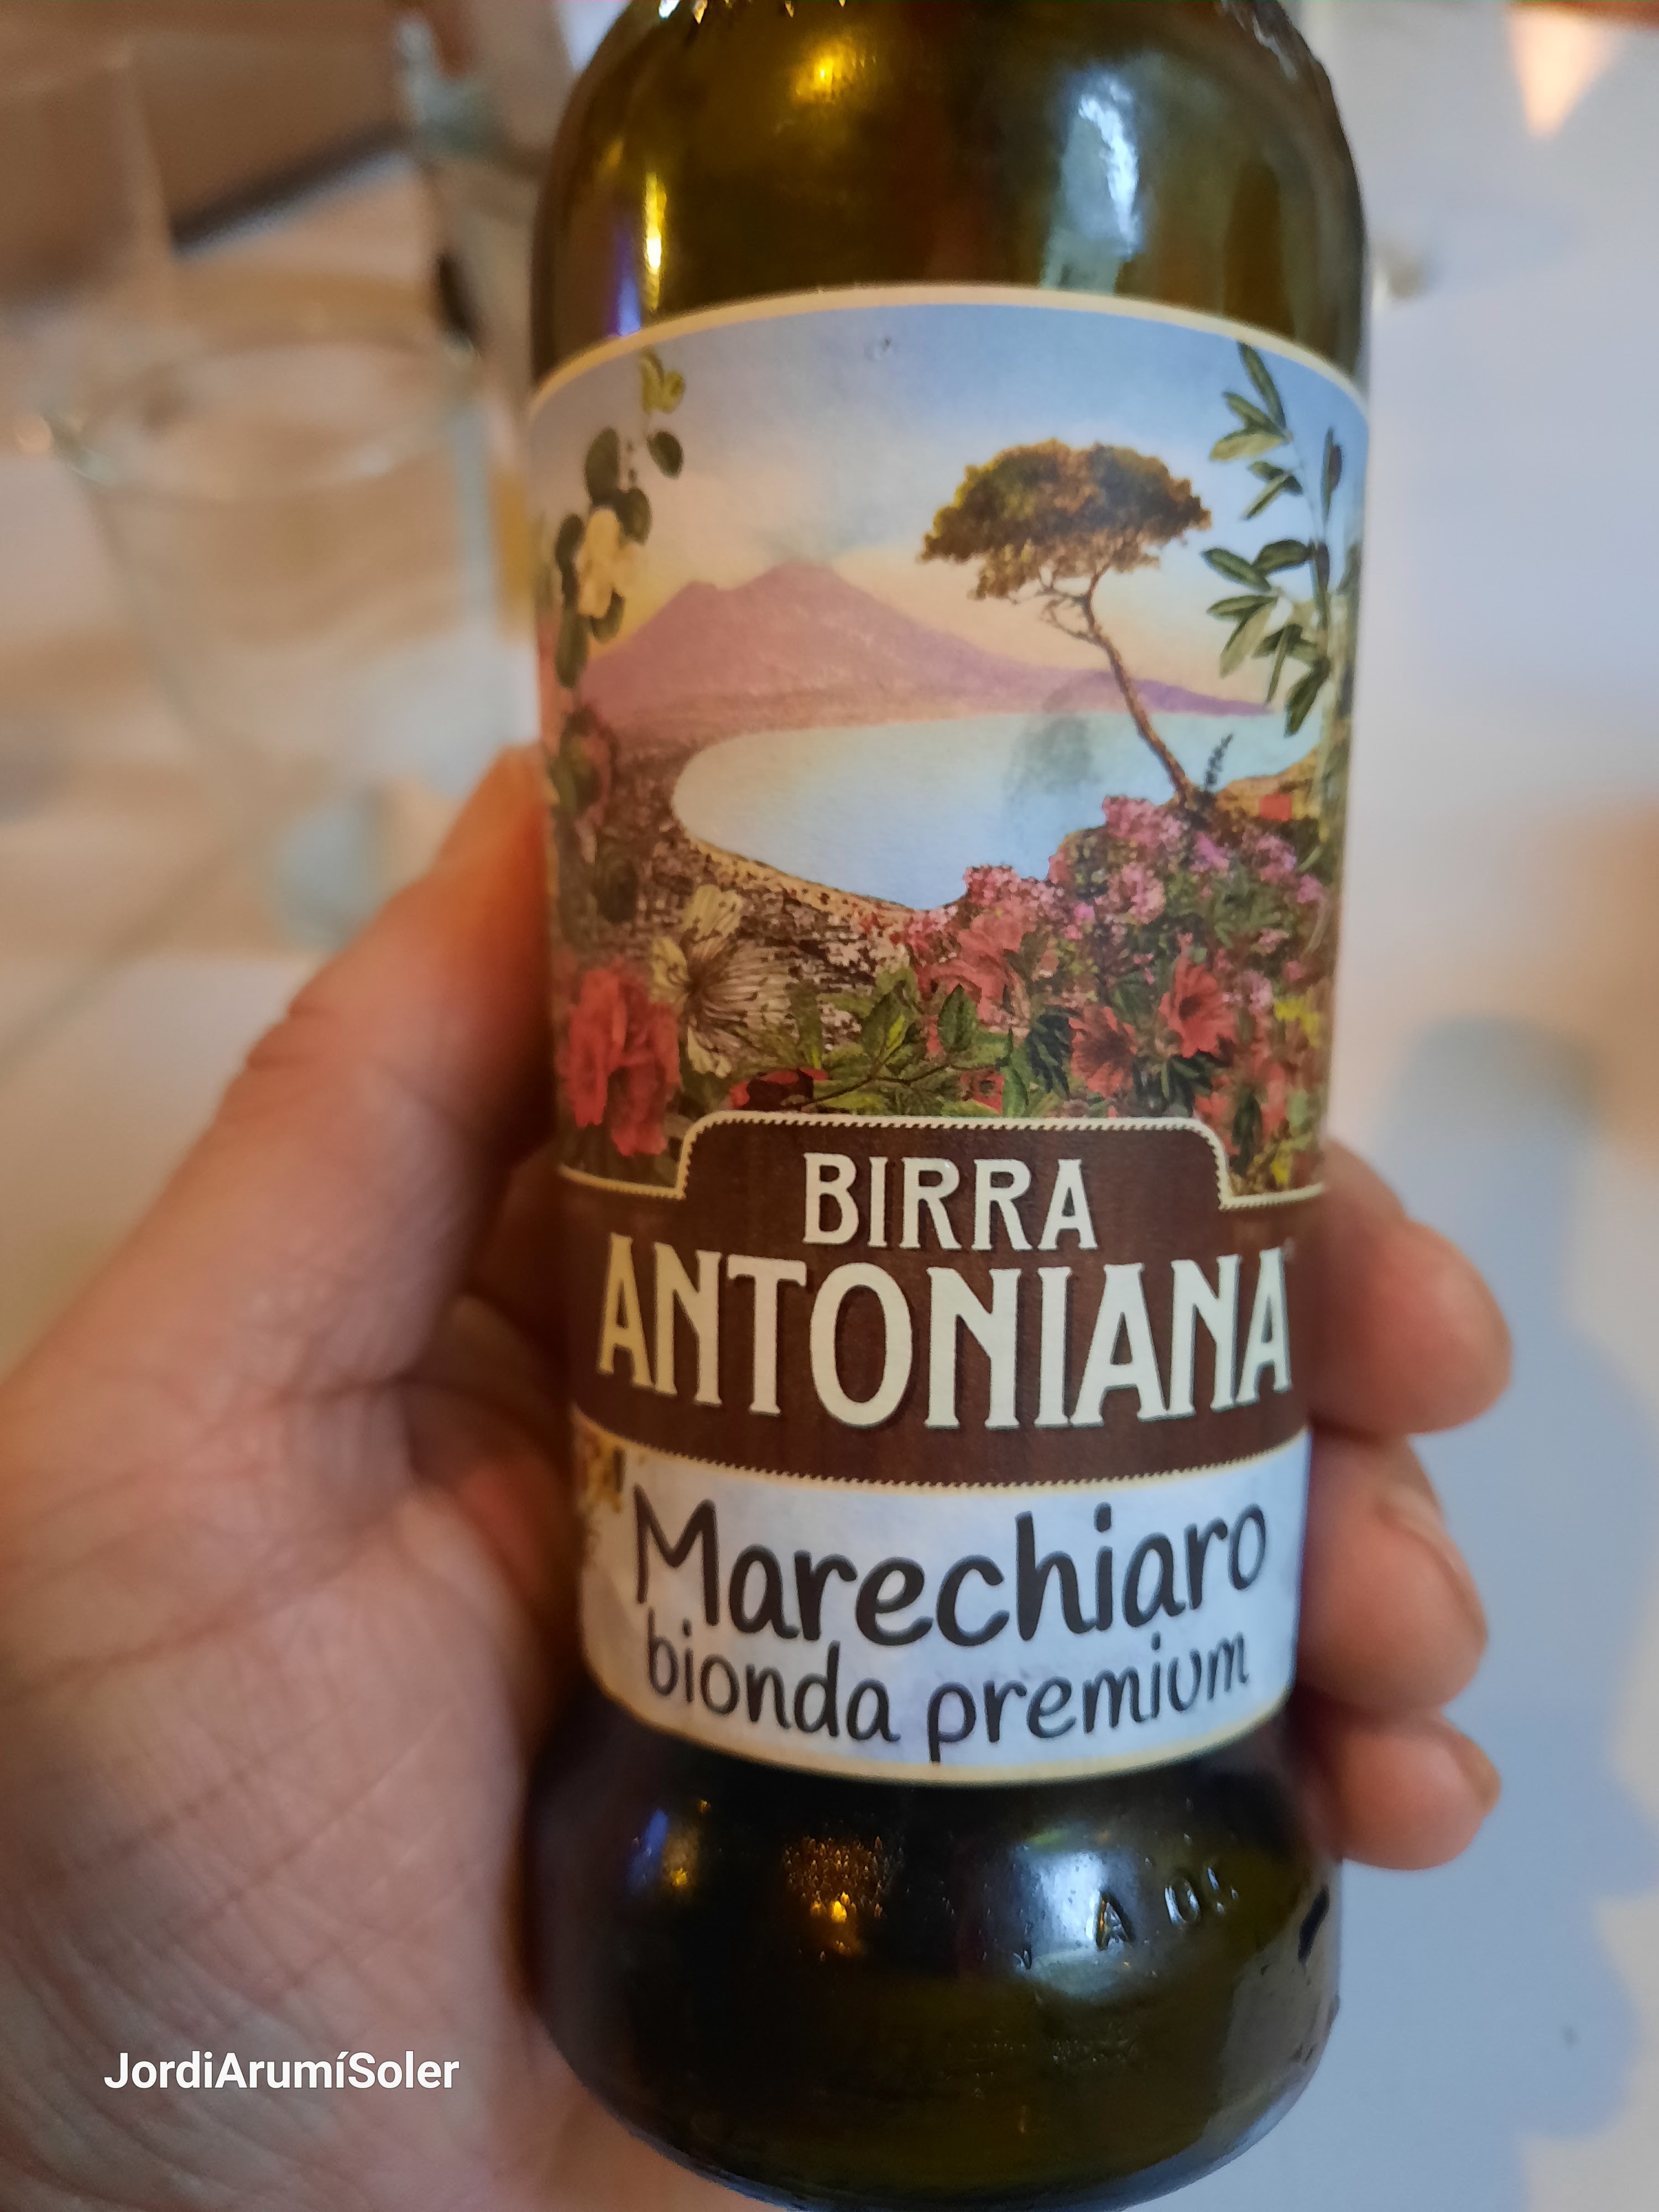 BIRRA
ANTONIANA
Marechiaro
bionda premium
JordiArumíSoler